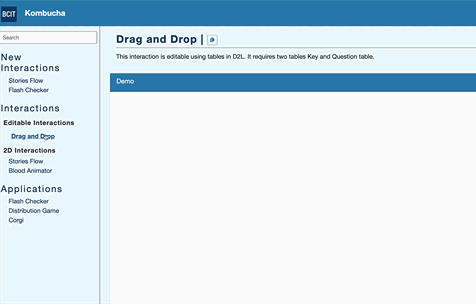 BCIT Kombucha
Search
New
Interactions
Stories Flow
Flash Checker
Interactions
Editable Interactions
Drag and Drop
2D Interactions
Stories Flow
Blood Animator
Applications
Flash Checker
Distribution Game
Corgi
Drag and Drop |
This interaction is editable using tables in D2L. It requires two tables Key and Question table.
Demo